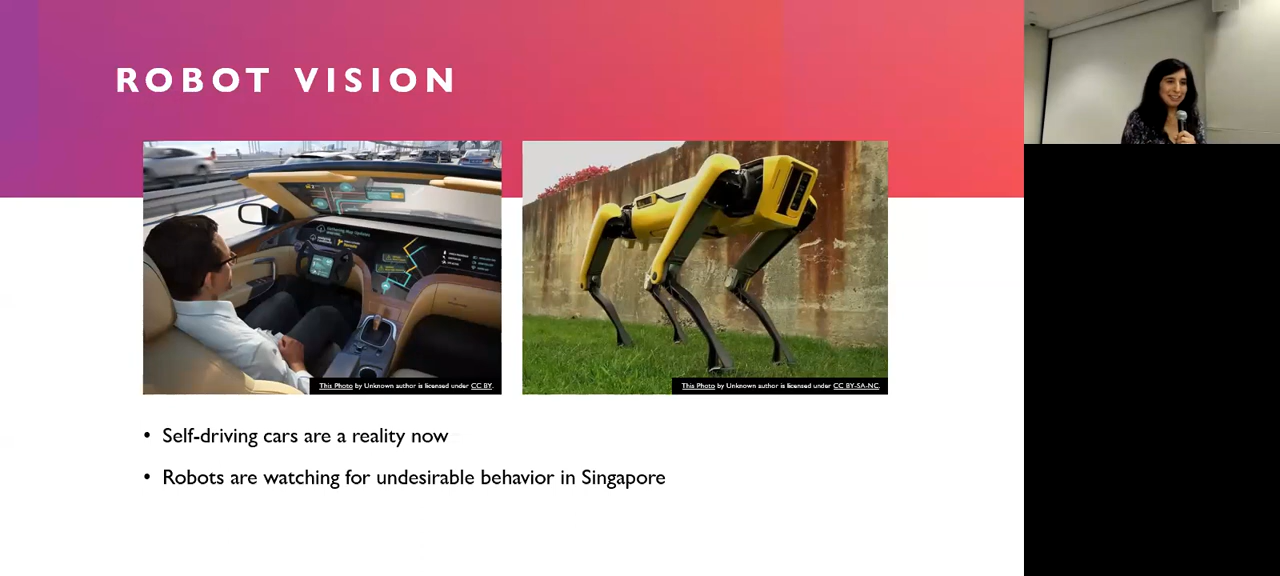 ROBOT VISION
This Photo by Unknown author is licensed under CC BY.
This Photo by Unknown author is licensed under CC BY-SA-NC.
• Self-driving cars are a reality now
• Robots are watching for undesirable behavior in Singapore